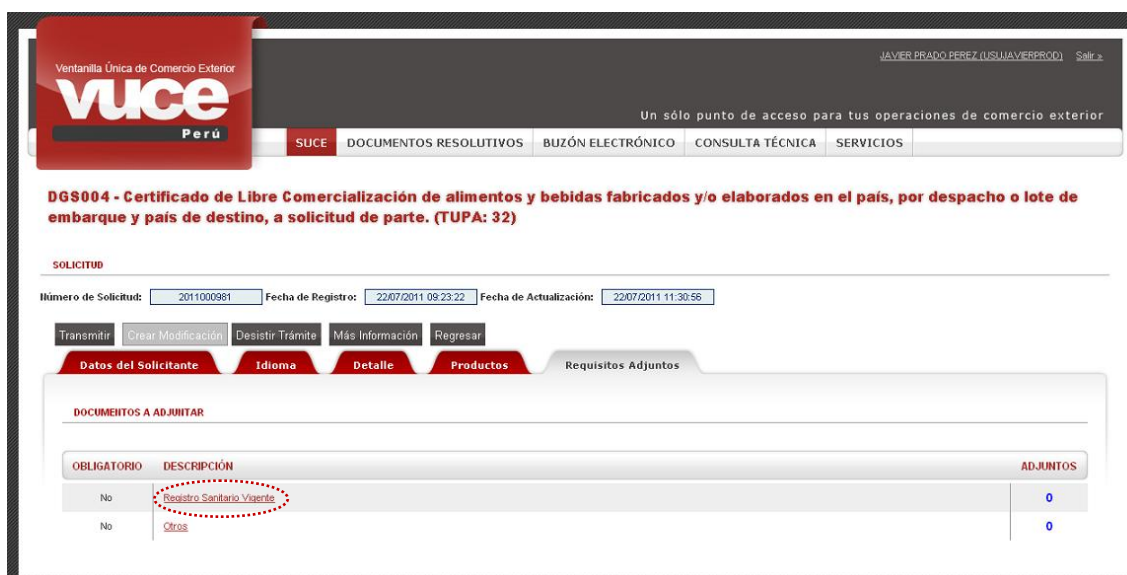 Ventanilla Única de Comercio Exterior
vuce
Perú
JAVIER PRADO PEREZ (USUJAVIERPROD) Salir »
Un sólo punto de acceso para tus operaciones de comercio exterior
SUCE DOCUMENTOS RESOLUTIVOS BUZÓN ELECTRÓNICO CONSULTA TÉCNICA SERVICIOS
DGS004 - Certificado de Libre Comercialización de alimentos y bebidas fabricados y/o elaborados en el país, por despacho o lote de
embarque y país de destino, a solicitud de parte. (TUPA: 32)
SOLICITUD
Número de Solicitud: 2011000981 Fecha de Registro: 22/07/2011 09:23:22 Fecha de Actualización: 22/07/2011 11:30:56
Transmitir Crear Modificación Desistir Trámite Más Información Regresar
Datos del Solicitante Idioma Detalle Productos Requisitos Adjuntos
DOCUMENTOS A ADJUNTAR
OBLIGATORIO DESCRIPCIÓN ADJUNTOS
No Registro Sanitario Vigente 0
No Otros 0